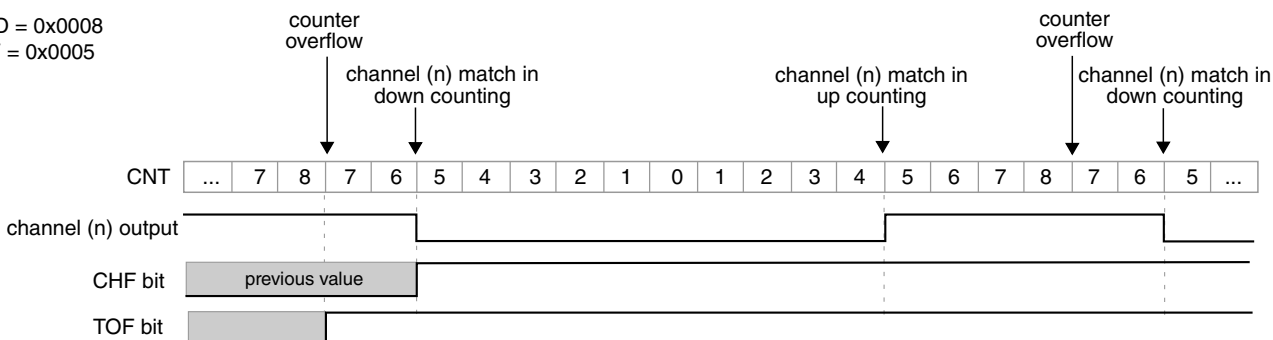 D = 0x0008
= 0x0005
counter
overflow
channel (n) match in
down counting
channel (n) match in
up counting
counter
overflow
channel (n) match in
down counting
CNT ... 7 8 7 6 5 4 3 2 1 0 1 2 3 4 5 6 7 8 7 6 5 ...
channel (n) output
CHF bit previous value
TOF bit